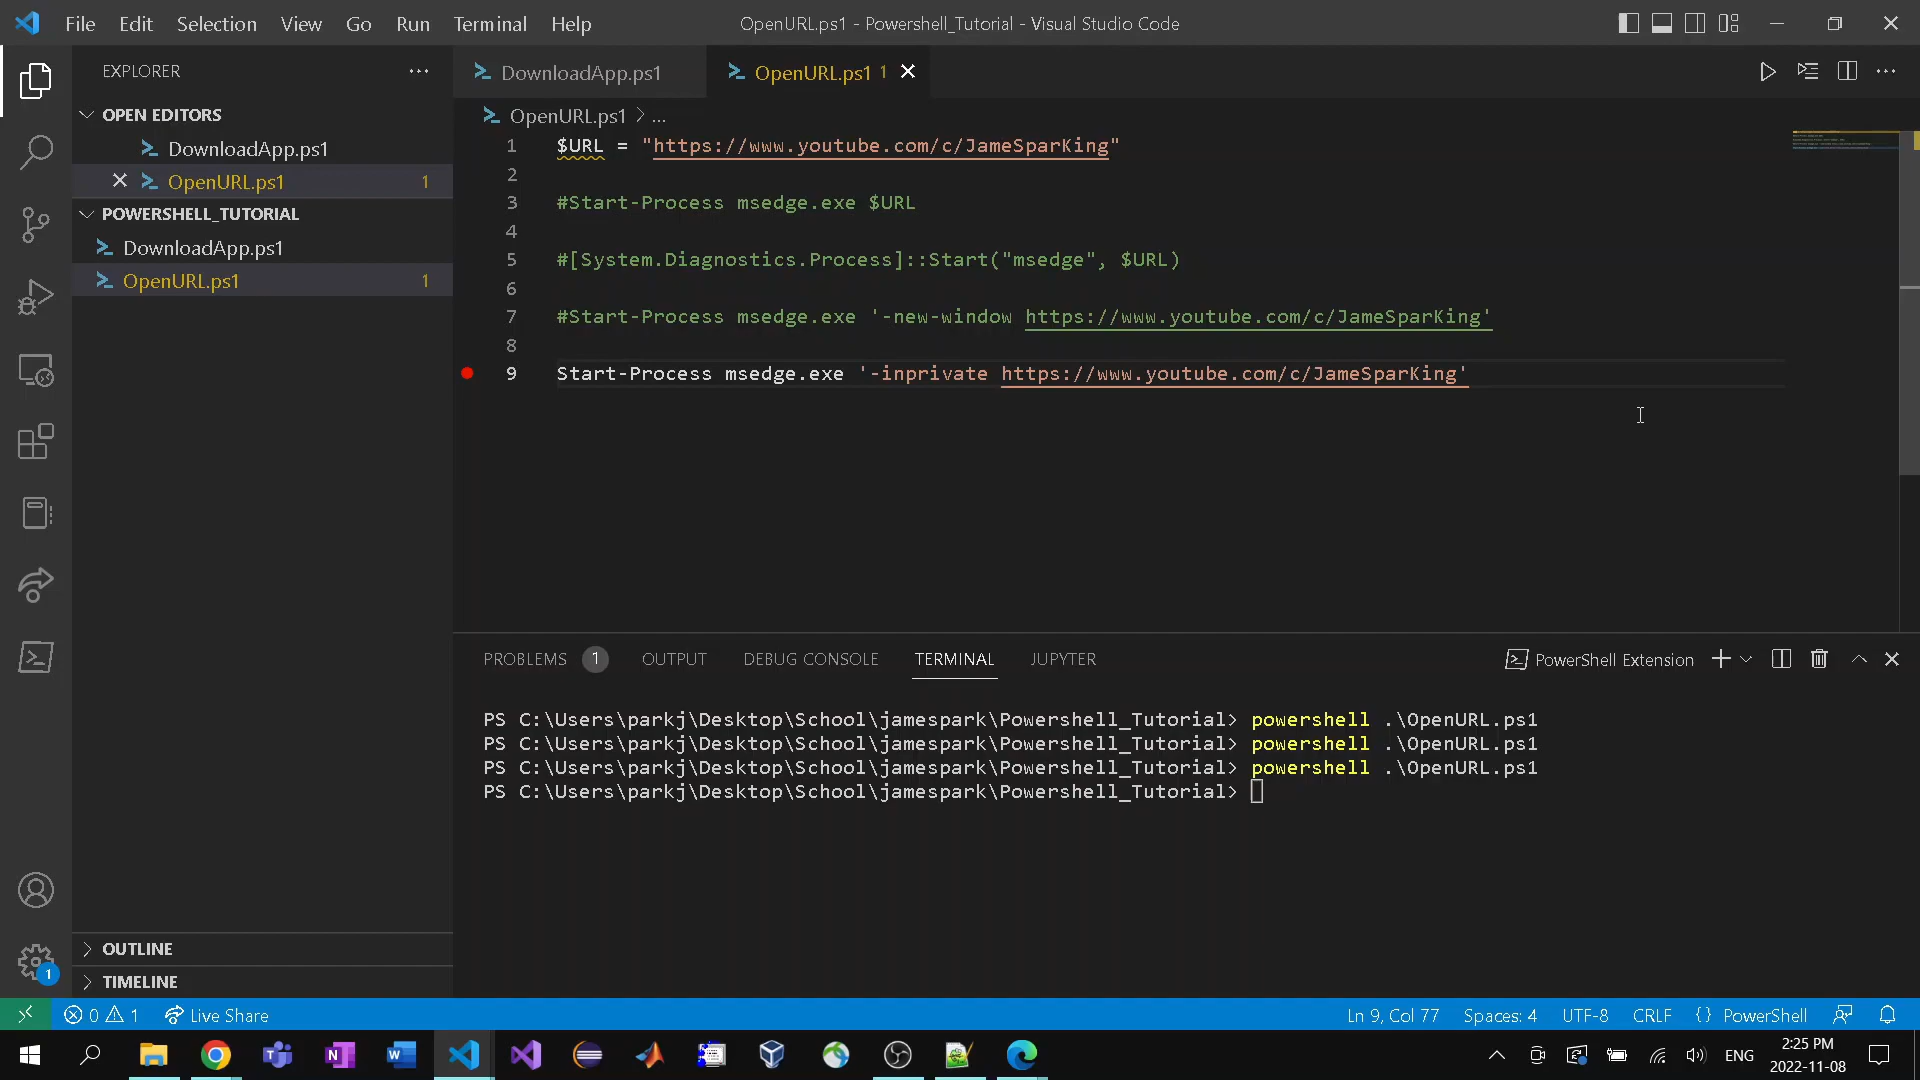 File Edit Selection View Go Run Terminal Help OpenURL.ps1 - Powershell_Tutorial - Visual Studio Code
EXPLORER
OPEN EDITORS
DownloadApp.ps1
OpenURL.ps1 1
POWERSHELL_TUTORIAL
DownloadApp.ps1
OpenURL.ps1 1
OUTLINE
TIMELINE
DownloadApp.ps1 OpenURL.ps1 1
OpenURL.ps1 > ...
1 $URL = "https://www.youtube.com/c/JameSparKing"
2
3 #Start-Process msedge.exe $URL
4
5 #[System.Diagnostics.Process]::Start("msedge", $URL)
6
7 #Start-Process msedge.exe '-new-window https://www.youtube.com/c/JameSparKing'
8
9 Start-Process msedge.exe '-inprivate https://www.youtube.com/c/JameSparKing'
PROBLEMS 1 OUTPUT DEBUG CONSOLE TERMINAL JUPYTER PowerShell Extension
PS C:\Users\parkj\Desktop\School\jamespark\Powershell_Tutorial> powershell .\OpenURL.ps1
PS C:\Users\parkj\Desktop\School\jamespark\Powershell_Tutorial> powershell .\OpenURL.ps1
PS C:\Users\parkj\Desktop\School\jamespark\Powershell_Tutorial> powershell .\OpenURL.ps1
PS C:\Users\parkj\Desktop\School\jamespark\Powershell_Tutorial>
1
0 1 Live Share Ln 9, Col 77 Spaces: 4 UTF-8 CRLF {} PowerShell
ENG
2:25 PM
2022-11-08